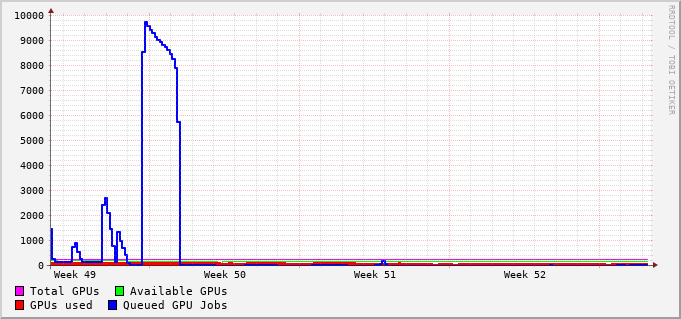 10000
9000
8000
7000
6000
5000
4000
3000
2000
1000
0
Week 49 Week 50 Week 51 Week 52
Total GPUs Available GPUs
GPUs used Queued GPU Jobs
RRDTOOL / TOBI OETIKER